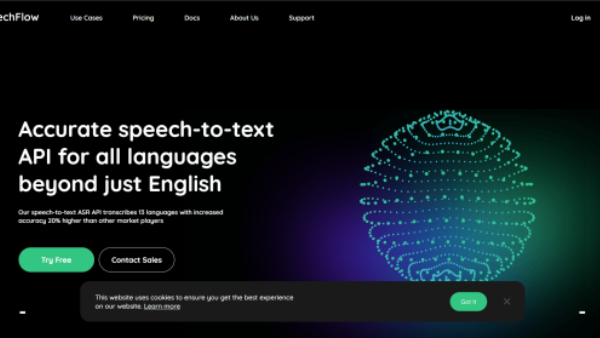 echFlow Use Cases Pricing Docs About Us Support Log in
Accurate speech-to-text
API for all languages
beyond just English
Our speech-to-text ASR API transcribes 13 languages with increased
accuracy 20% higher than other market players
Try Free Contact Sales
This website uses cookies to ensure you get the best experience
on our website. Learn more
Got it